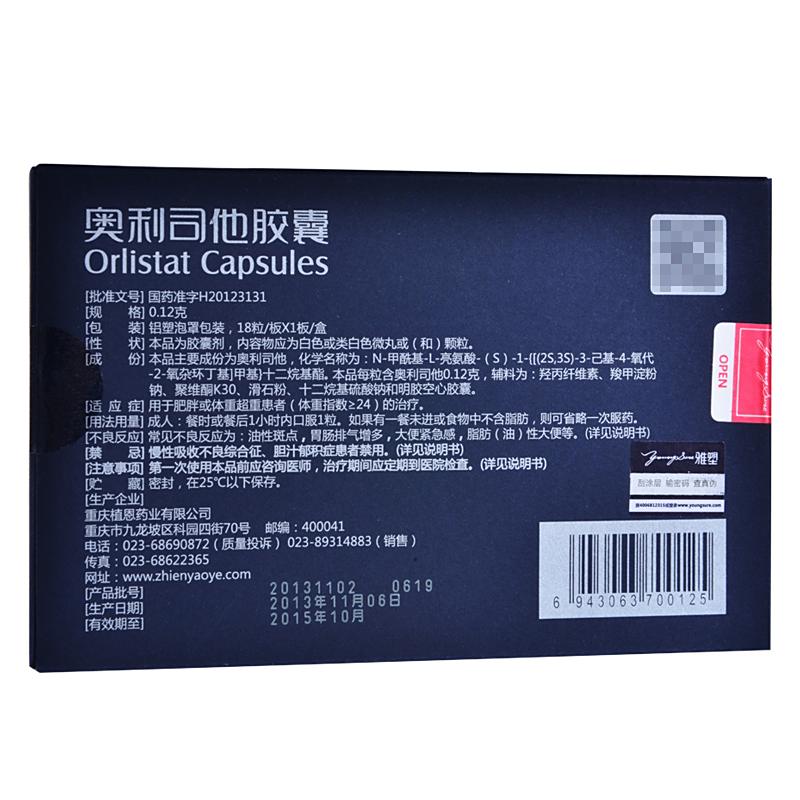 奥利司他胶囊
Orlistat Capsules
[批准文号] 国药准字H20123131
[规 格] 0.12克
[包 装] 铝塑泡罩包装，18粒/板X1板/盒
[性 状] 本品为胶囊剂，内容物应为白色或类白色微丸或（和）颗粒。
[成 份] 本品主要成份为奥利司他，化学名称为：N-甲酰基-L-亮氨酸-（S）-1-{[(2S,3S)-3-己基-4-氧代
-2-氧杂环丁基]甲基}十二烷基酯。本品每粒含奥利司他0.12克，辅料为：羟丙纤维素、羧甲淀粉
钠、聚维酮K30、滑石粉、十二烷基硫酸钠和明胶空心胶囊。
[适 应 症] 用于肥胖或体重超重患者（体重指数≥24）的治疗。
[用法用量] 成人：餐时或餐后1小时内口服1粒。如果有一餐未进或食物中不含脂肪，则可省略一次服药。
[不良反应] 常见不良反应为：油性斑点，胃肠排气增多，大便紧急感，脂肪（油）性大便等。(详见说明书)
[禁 忌] 慢性吸收不良综合征、胆汁郁积症患者禁用。(详见说明书)
[注意事项] 第一次使用本品前应咨询医师，治疗期间应定期到医院检查。(详见说明书)
[贮 藏] 密封，在25℃以下保存。
[生产企业]
重庆植恩药业有限公司
重庆市九龙坡区科园四街70号 邮编：400041
电话：023-68690872（质量投诉） 023-89314883（销售）
传真：023-68622365
网址：www.zhienyaoye.com
[产品批号] 20131102 0619
[生产日期] 2013年11月06日
[有效期至] 2015年10月
OPEN
youngSure
youngSure 雅塑
刮涂层 输密码 查真伪
拨4006812315或登录www.youngsure.com
6 943063 700125